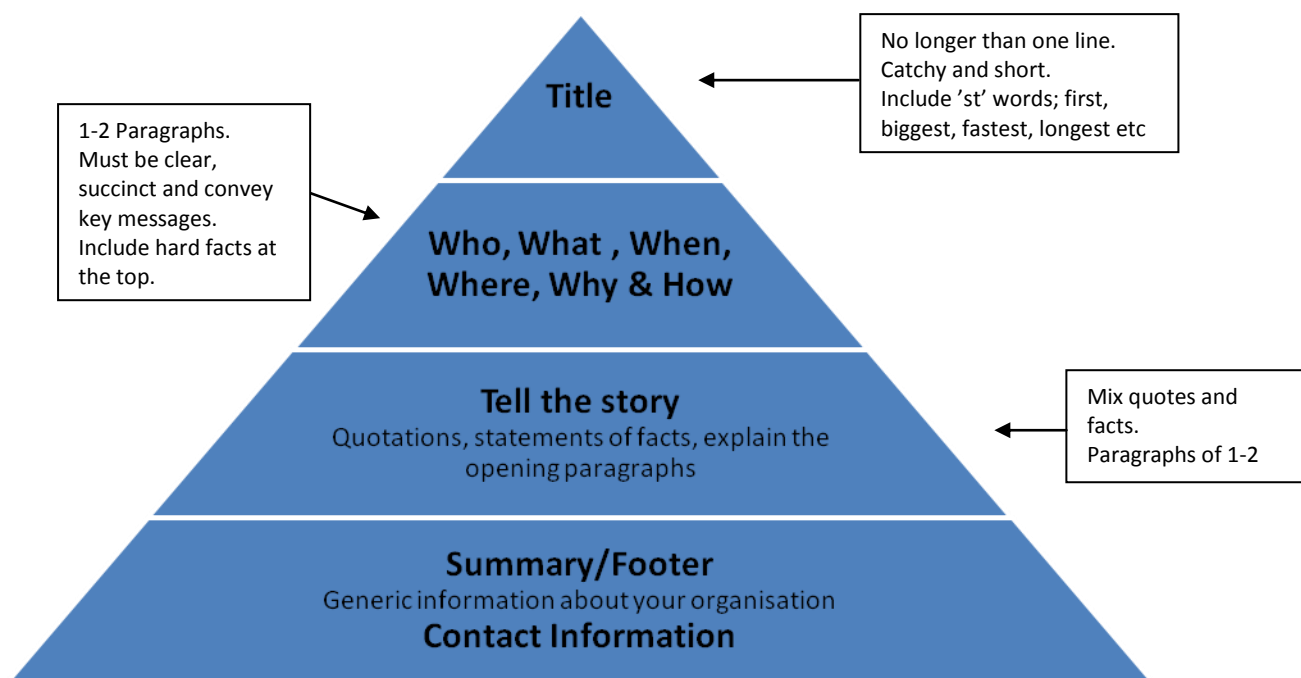 No longer than one line.
Catchy and short.
Include ’st’ words; first,
biggest, fastest, longest etc
Title
1-2 Paragraphs.
Must be clear,
succinct and convey
key messages.
Include hard facts at
the top.
Who, What , When,
Where, Why & How
Tell the story
Quotations, statements of facts, explain the
opening paragraphs
Mix quotes and
facts.
Paragraphs of 1-2
Summary/Footer
Generic information about your organisation
Contact Information